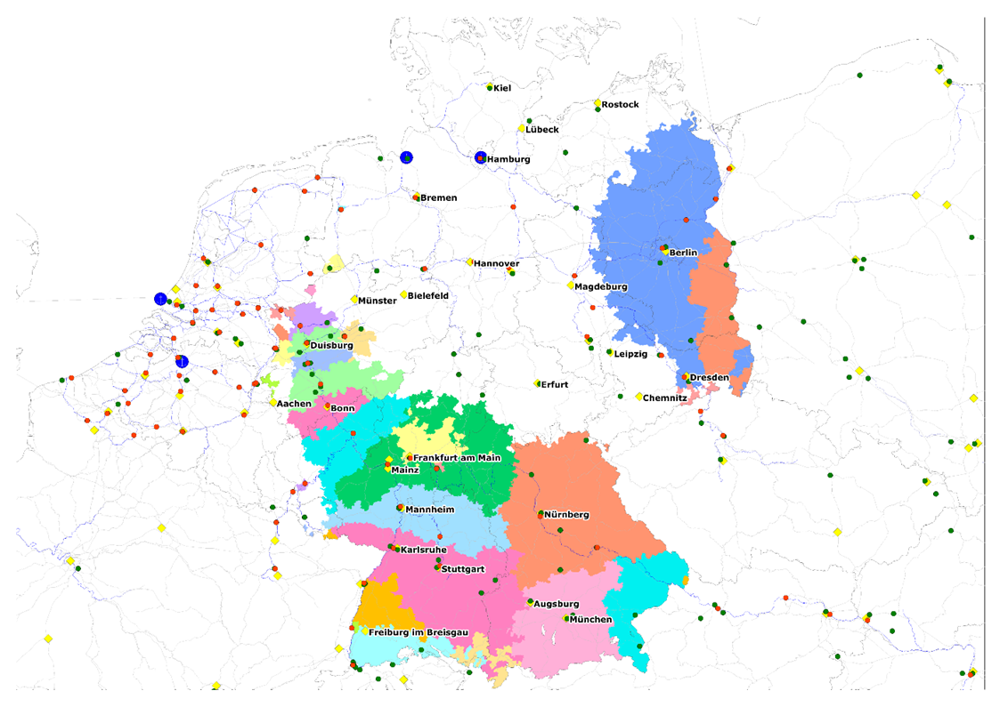 Kiel
Rostock
Lübeck
Hamburg
Bremen
Berlin
Hannover
Magdeburg
Bielefeld
Münster
Duisburg
Leipzig
Dresden
Erfurt
Chemnitz
Aachen
Bonn
Frankfurt am Main
Mainz
Mannheim
Nürnberg
Karlsruhe
Stuttgart
Augsburg
München
Freiburg im Breisgau